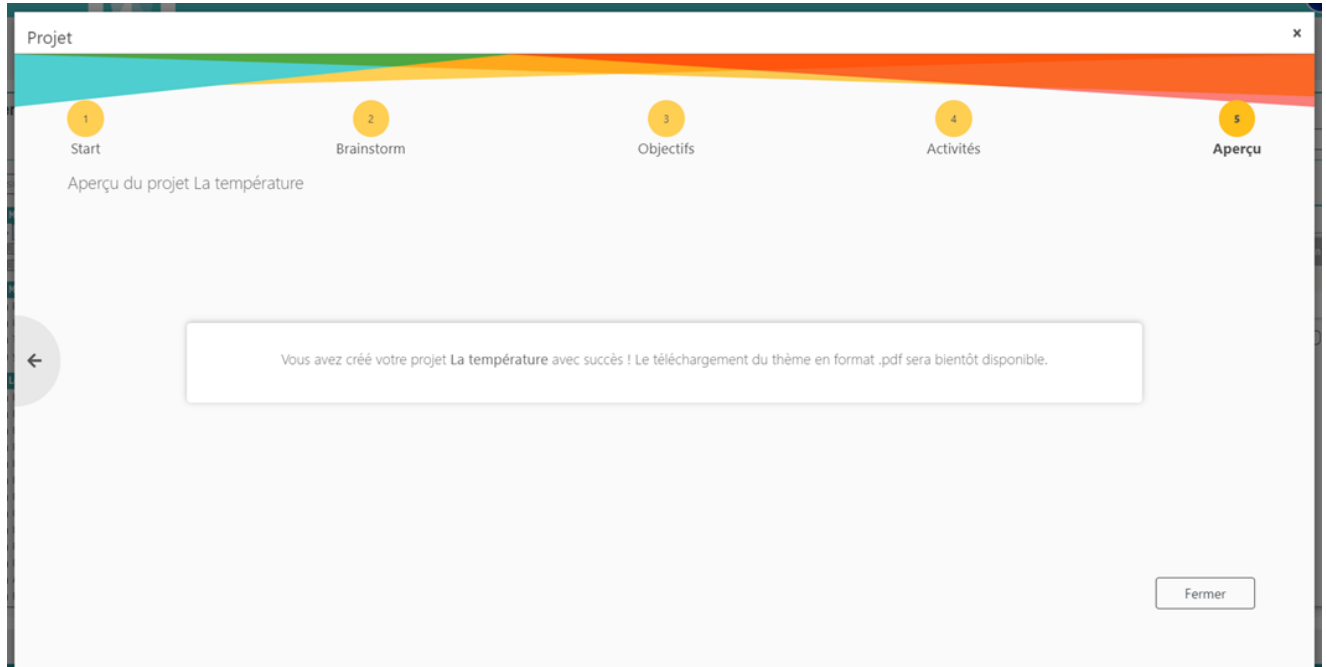 Projet
x
1
2
3
4
5
Start
Brainstorm
Objectifs
Activités
Aperçu
Aperçu du projet La température
Vous avez créé votre projet La température avec succès ! Le téléchargement du thème en format .pdf sera bientôt disponible.
Fermer